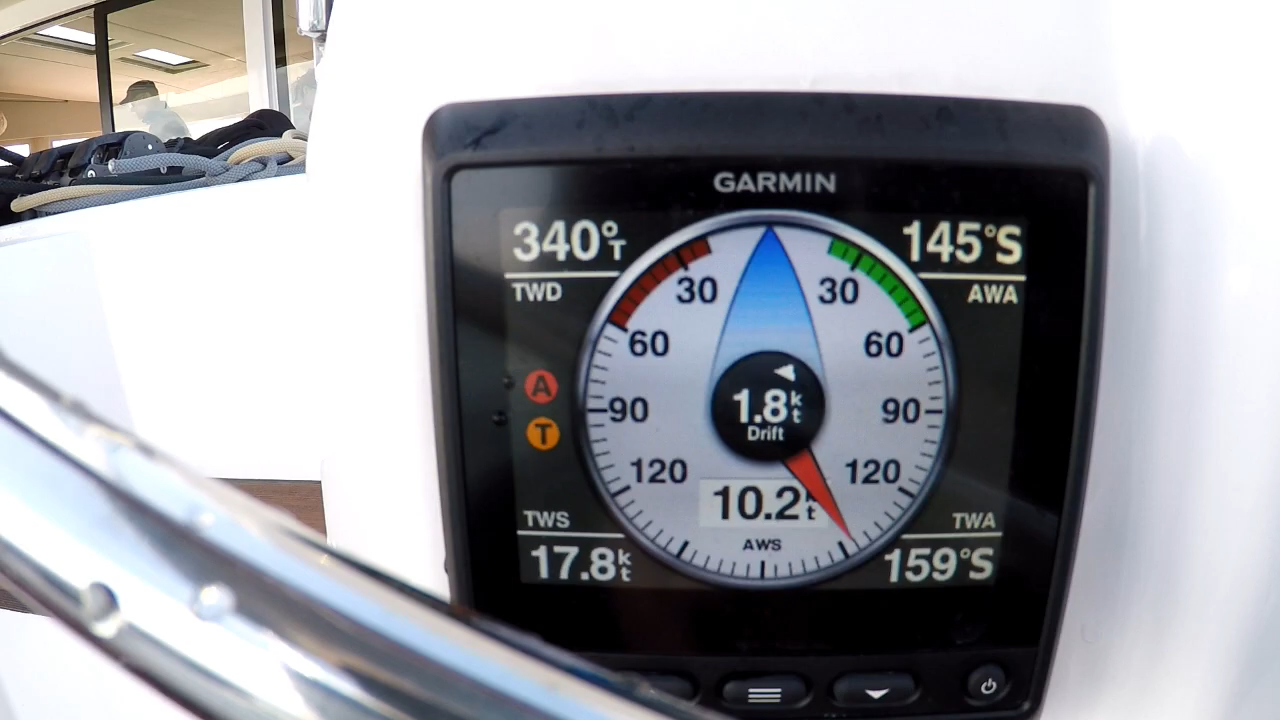 GARMIN
340°T
TWD
145°S
AWA
30
30
60
60
90
90
A
T
1.8kt
Drift
120
120
10.2kt
AWS
TWS
17.8kt
TWA
159°S